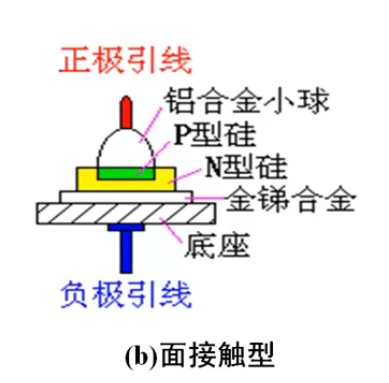 正极引线
铝合金小球
P型硅
N型硅
金锑合金
底座
负极引线
(b)面接触型